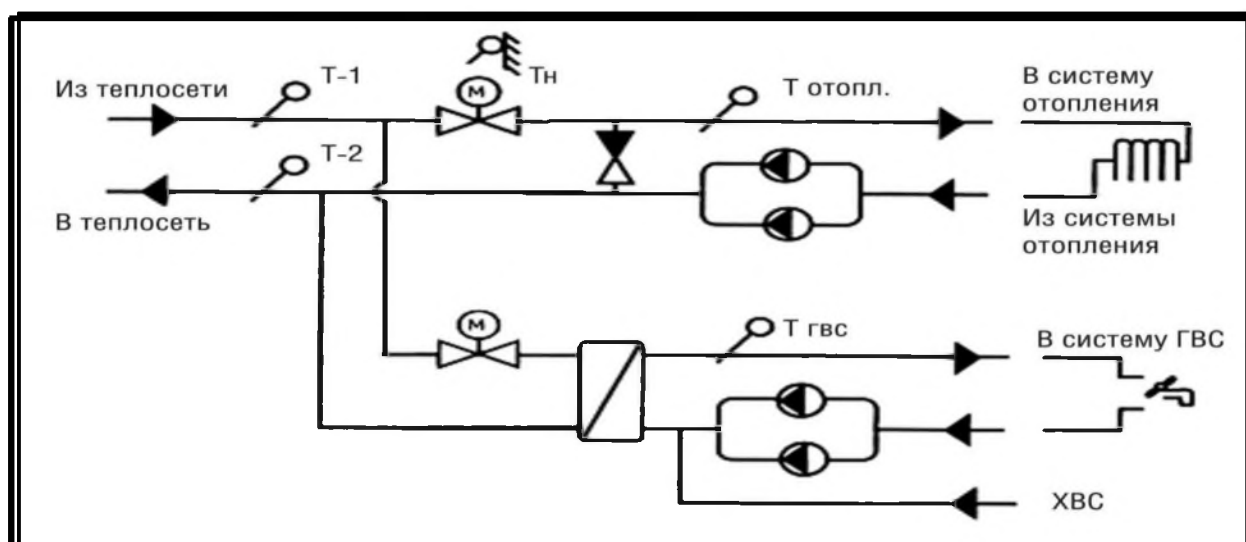 Тн
Т-1
Из теплосети
М
Т отопл.
В систему
отопления
Т-2
В теплосеть
Из системы
отопления
М
Т гвс
В систему ГВС
ХВС